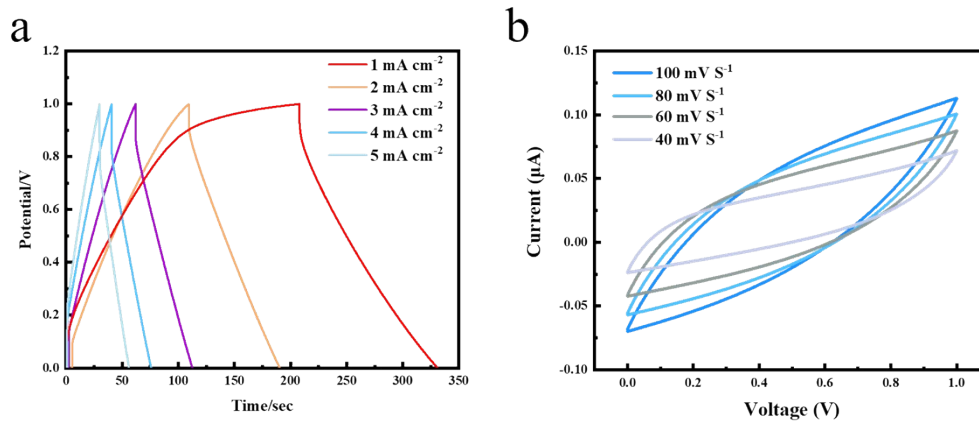 a
1.2
1.0
0.8
0.6
0.4
0.2
0.0
0
50
100
150
200
250
300
350
Potential/V
Time/sec
1 mA cm⁻²
2 mA cm⁻²
3 mA cm⁻²
4 mA cm⁻²
5 mA cm⁻²
b
0.15
0.10
0.05
0.00
-0.05
-0.10
0.0
0.2
0.4
0.6
0.8
1.0
Current (μA)
Voltage (V)
100 mV S⁻¹
80 mV S⁻¹
60 mV S⁻¹
40 mV S⁻¹